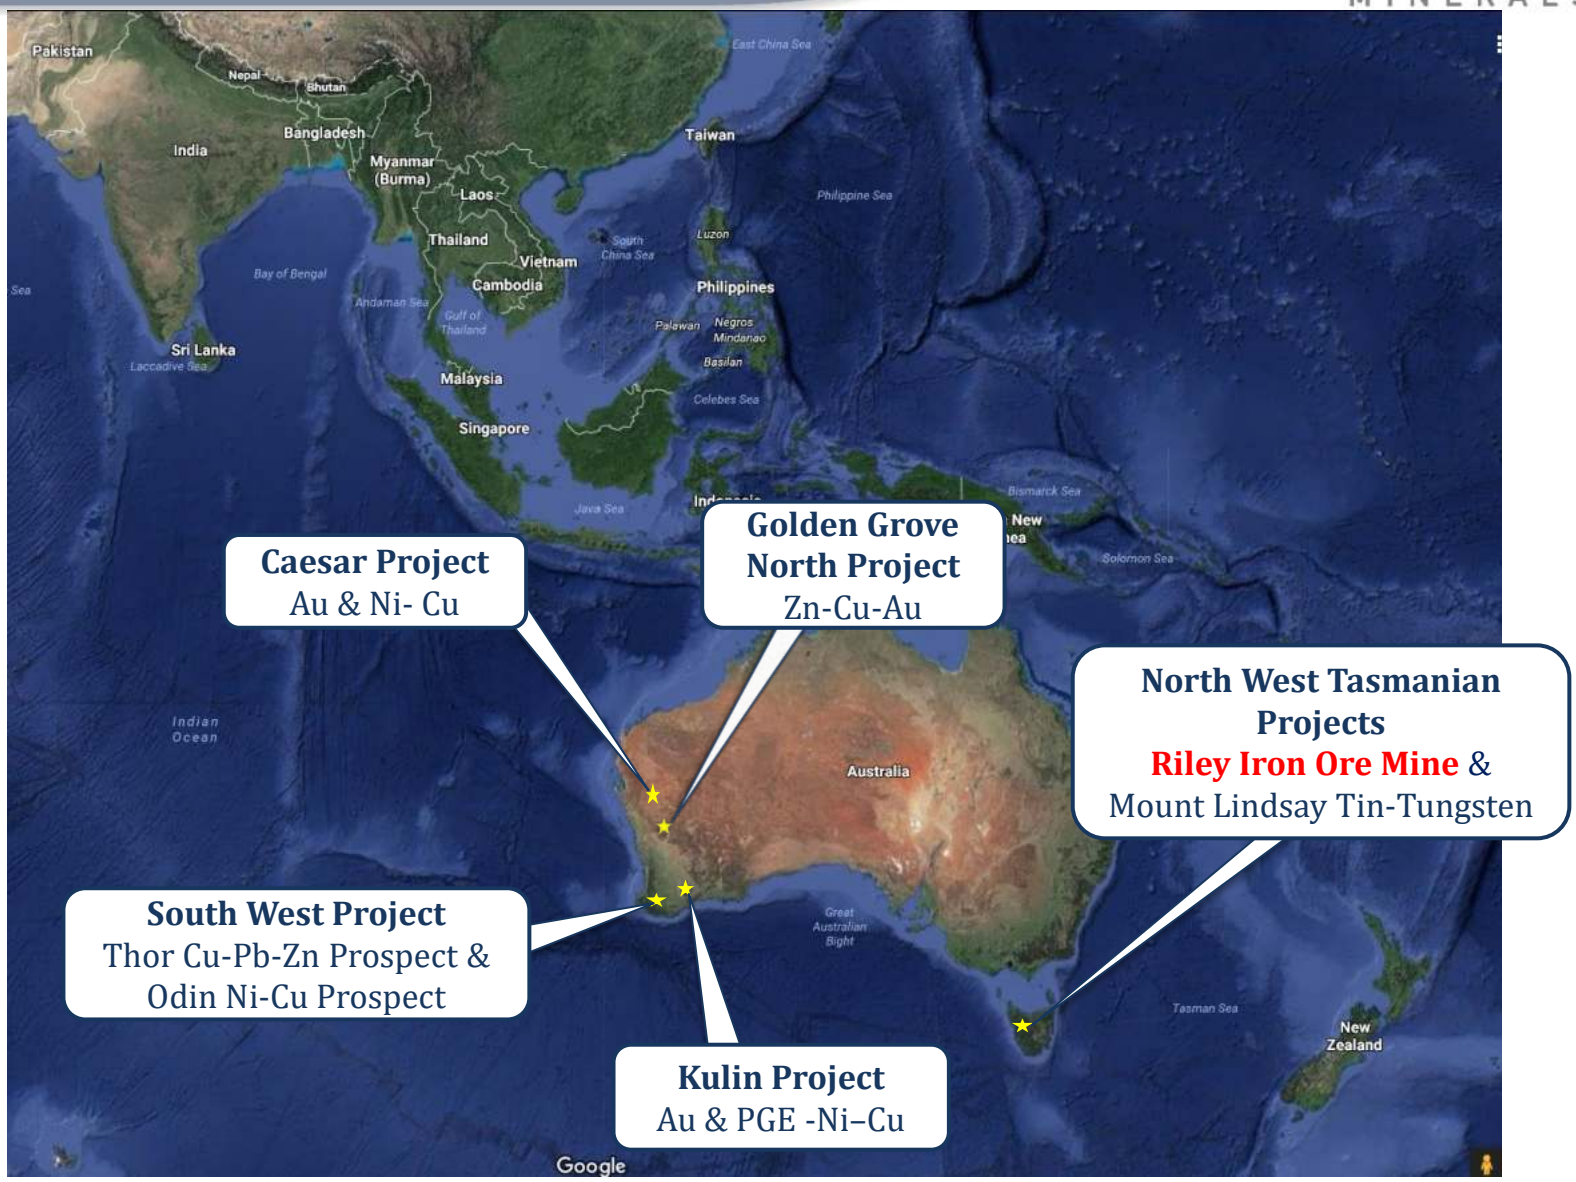 MINERALS
East China Sea
Pakistan
Nepal
Bhutan
Bangladesh
Taiwan
India
Myanmar
(Burma)
Laos
Philippine Sea
Luzon
Thailand
South
China Sea
Vietnam
Bay of Bengal
Cambodia
Philippines
Sea
Andaman Sea
Gulf of
Thailand
Palawan
Negros
Mindanao
Sri Lanka
Basilan
Laccadive Sea
Malaysia
Celebes Sea
Singapore
Bismarck Sea
Java Sea
New
Solomon Sea
Golden Grove
North Project
Zn-Cu-Au
Caesar Project
Au & Ni- Cu
North West Tasmanian
Projects
Riley Iron Ore Mine &
Mount Lindsay Tin-Tungsten
Indian
Ocean
Australia
South West Project
Thor Cu-Pb-Zn Prospect &
Odin Ni-Cu Prospect
Great
Australian
Bight
Tasman Sea
New
Zealand
Kulin Project
Au & PGE -Ni–Cu
Google